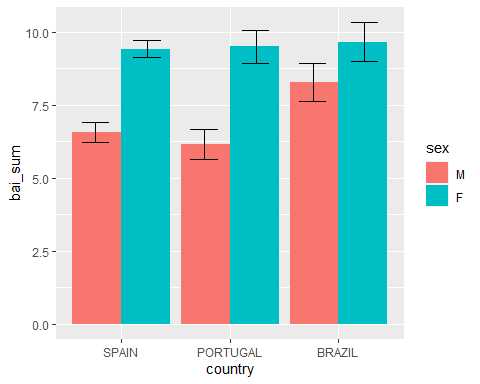 10.0
7.5
5.0
2.5
0.0
bai_sum
SPAIN PORTUGAL BRAZIL
country
sex
M
F